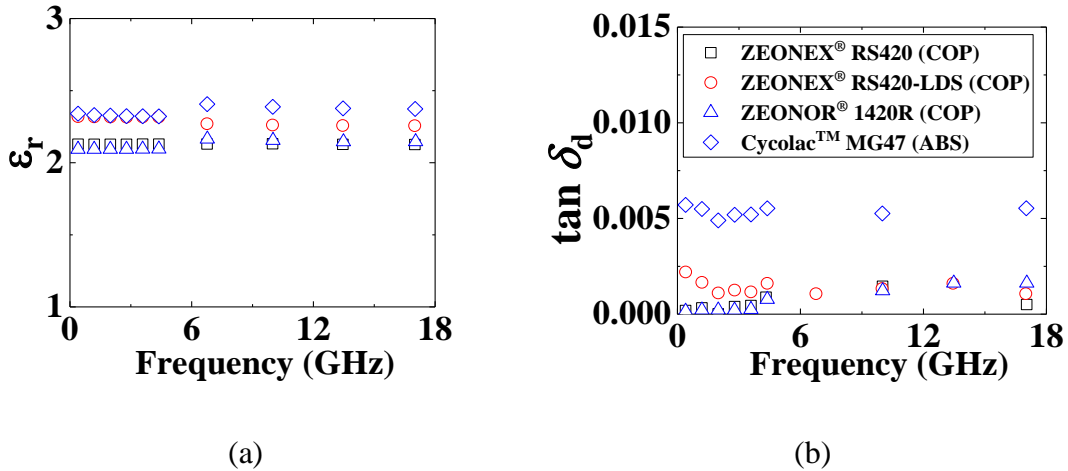 3
2
1
εr
0 6 12 18
Frequency (GHz)
(a)
0.015
0.010
0.005
0.000
tan δd
ZEONEX® RS420 (COP)
ZEONEX® RS420-LDS (COP)
ZEONOR® 1420R (COP)
Cycolac™ MG47 (ABS)
0 6 12 18
Frequency (GHz)
(b)